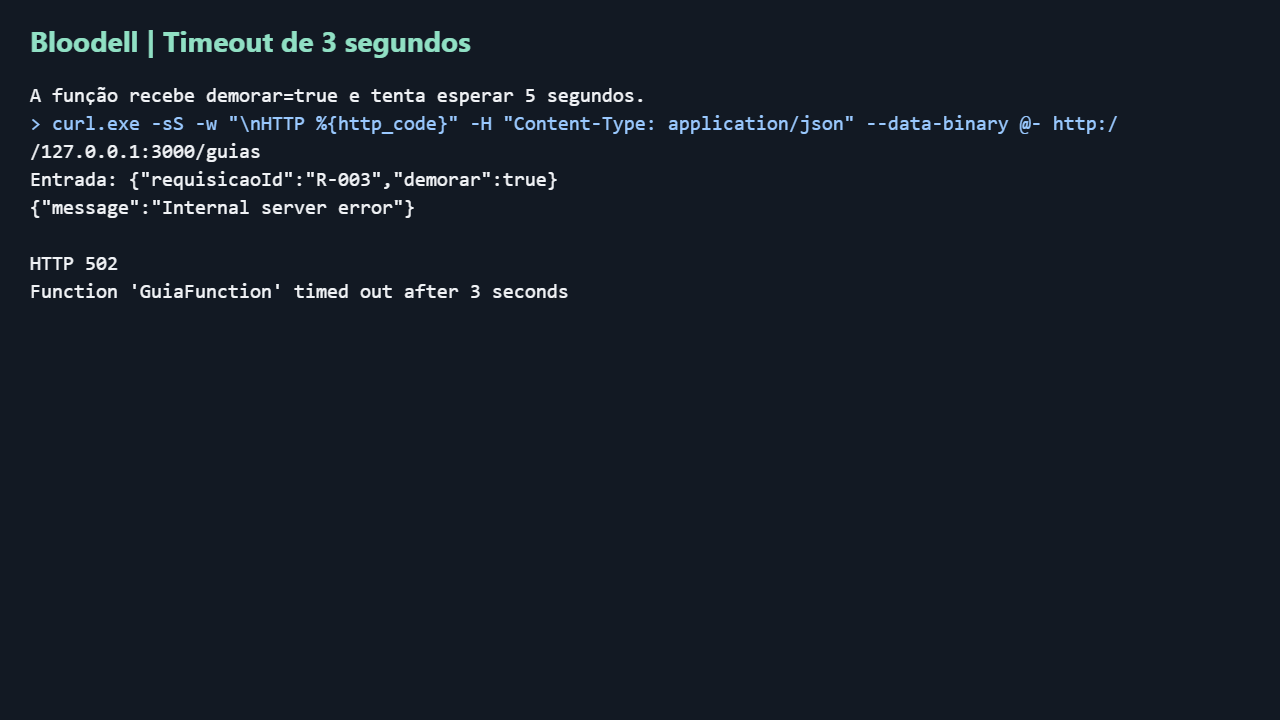 Bloodell | Timeout de 3 segundos
A função recebe demorar=true e tenta esperar 5 segundos.
> curl.exe -sS -w "\nHTTP %{http_code}" -H "Content-Type: application/json" --data-binary @- http:/
/127.0.0.1:3000/guias
Entrada: {"requisicaoId":"R-003","demorar":true}
{"message":"Internal server error"}
HTTP 502
Function 'GuiaFunction' timed out after 3 seconds